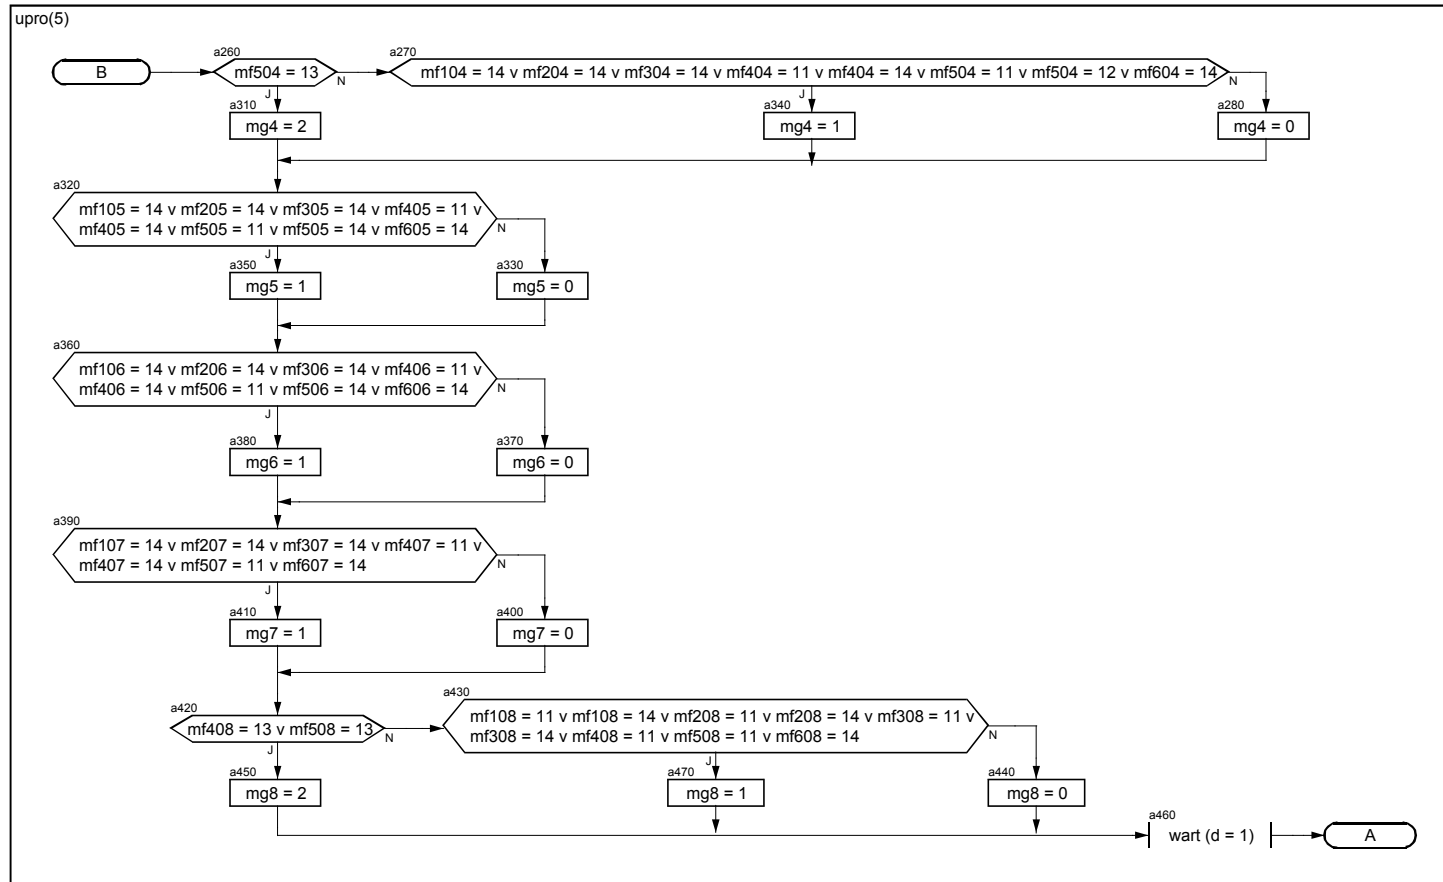 upro(5)
a260
a270
B
mf504 = 13
N
mf104 = 14 v mf204 = 14 v mf304 = 14 v mf404 = 11 v mf404 = 14 v mf504 = 11 v mf504 = 12 v mf604 = 14
N
J
J
a310
a340
a280
mg4 = 2
mg4 = 1
mg4 = 0
a320
mf105 = 14 v mf205 = 14 v mf305 = 14 v mf405 = 11 v
mf405 = 14 v mf505 = 11 v mf505 = 14 v mf605 = 14
N
J
a350
a330
mg5 = 1
mg5 = 0
a360
mf106 = 14 v mf206 = 14 v mf306 = 14 v mf406 = 11 v
mf406 = 14 v mf506 = 11 v mf506 = 14 v mf606 = 14
N
J
a380
a370
mg6 = 1
mg6 = 0
a390
mf107 = 14 v mf207 = 14 v mf307 = 14 v mf407 = 11 v
mf407 = 14 v mf507 = 11 v mf607 = 14
N
J
a410
a400
mg7 = 1
mg7 = 0
a420
a430
mf408 = 13 v mf508 = 13
N
mf108 = 11 v mf108 = 14 v mf208 = 11 v mf208 = 14 v mf308 = 11 v
mf308 = 14 v mf408 = 11 v mf508 = 11 v mf608 = 14
N
J
J
a450
a470
a440
mg8 = 2
mg8 = 1
mg8 = 0
a460
wart (d = 1)
A